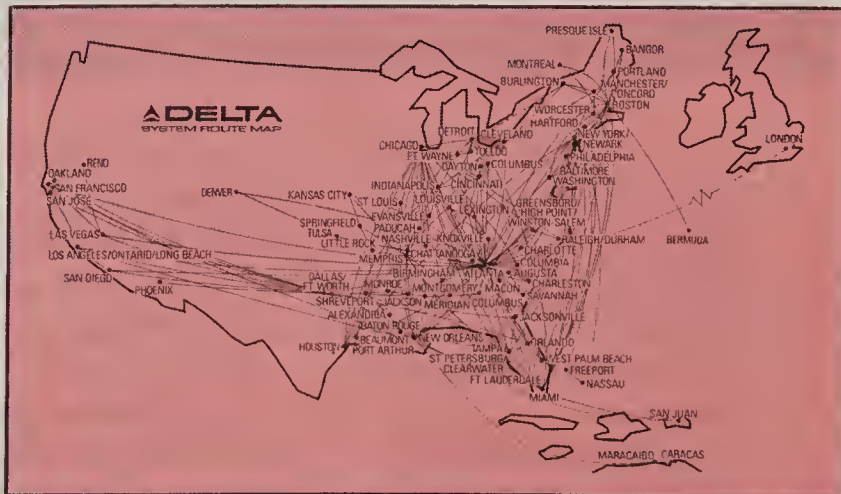 DELTA
SYSTEM ROUTE MAP
PRESQUE ISLE
BANGOR
MONTREAL
PORTLAND
BURLINGTON
MANCHESTER/
CONCORD
WORCESTER
BOSTON
HARTFORD
DETROIT
CLEVELAND
NEW YORK/
NEWARK
CHICAGO
FT WAYNE
TOLEDO
PHILADELPHIA
DAYTON
COLUMBUS
BALTIMORE
WASHINGTON
LONDON
RENO
OAKLAND
SAN FRANCISCO
SAN JOSE
DENVER
KANSAS CITY
INDIANAPOLIS
CINCINNATI
ST LOUIS
LOUISVILLE
LEXINGTON
GREENSBORO/
HIGH POINT/
WINSTON-SALEM
EVANSVILLE
SPRINGFIELD
PADUCAH
TULSA
NASHVILLE
KNOXVILLE
RALEIGH/DURHAM
BERMUDA
LAS VEGAS
LITTLE ROCK
LOS ANGELES/ONTARIO/LONG BEACH
MEMPHIS
CHATTANOOGA
CHARLOTTE
COLUMBIA
SAN DIEGO
PHOENIX
DALLAS/
FT WORTH
BIRMINGHAM
ATLANTA
AUGUSTA
CHARLESTON
MONROE
MONTGOMERY
MACON
SHREVEPORT
JACKSON
MERIDIAN
COLUMBUS
SAVANNAH
ALEXANDRIA
JACKSONVILLE
BATON ROUGE
HOUSTON
BEAUMONT
PORT ARTHUR
NEW ORLEANS
TAMPA
ST PETERSBURG/
CLEARWATER
ORLANDO
WEST PALM BEACH
FREEPORT
FT LAUDERDALE
NASSAU
MIAMI
SAN JUAN
MARACAIBO CARACAS